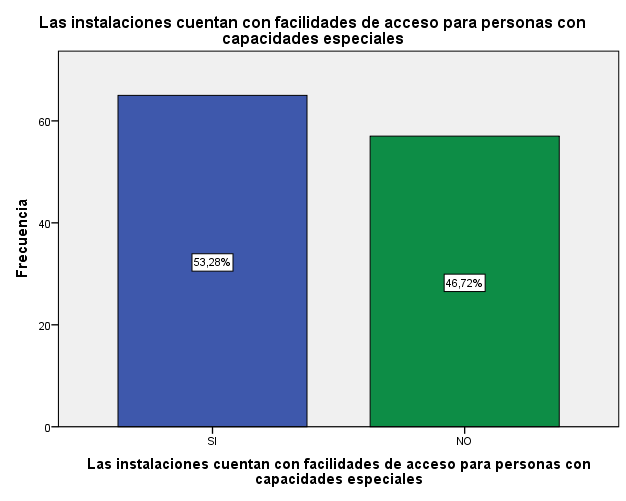 Las instalaciones cuentan con facilidades de acceso para personas con
capacidades especiales
Frecuencia
60
40
20
0
53,28%
46,72%
SI
NO
Las instalaciones cuentan con facilidades de acceso para personas con
capacidades especiales